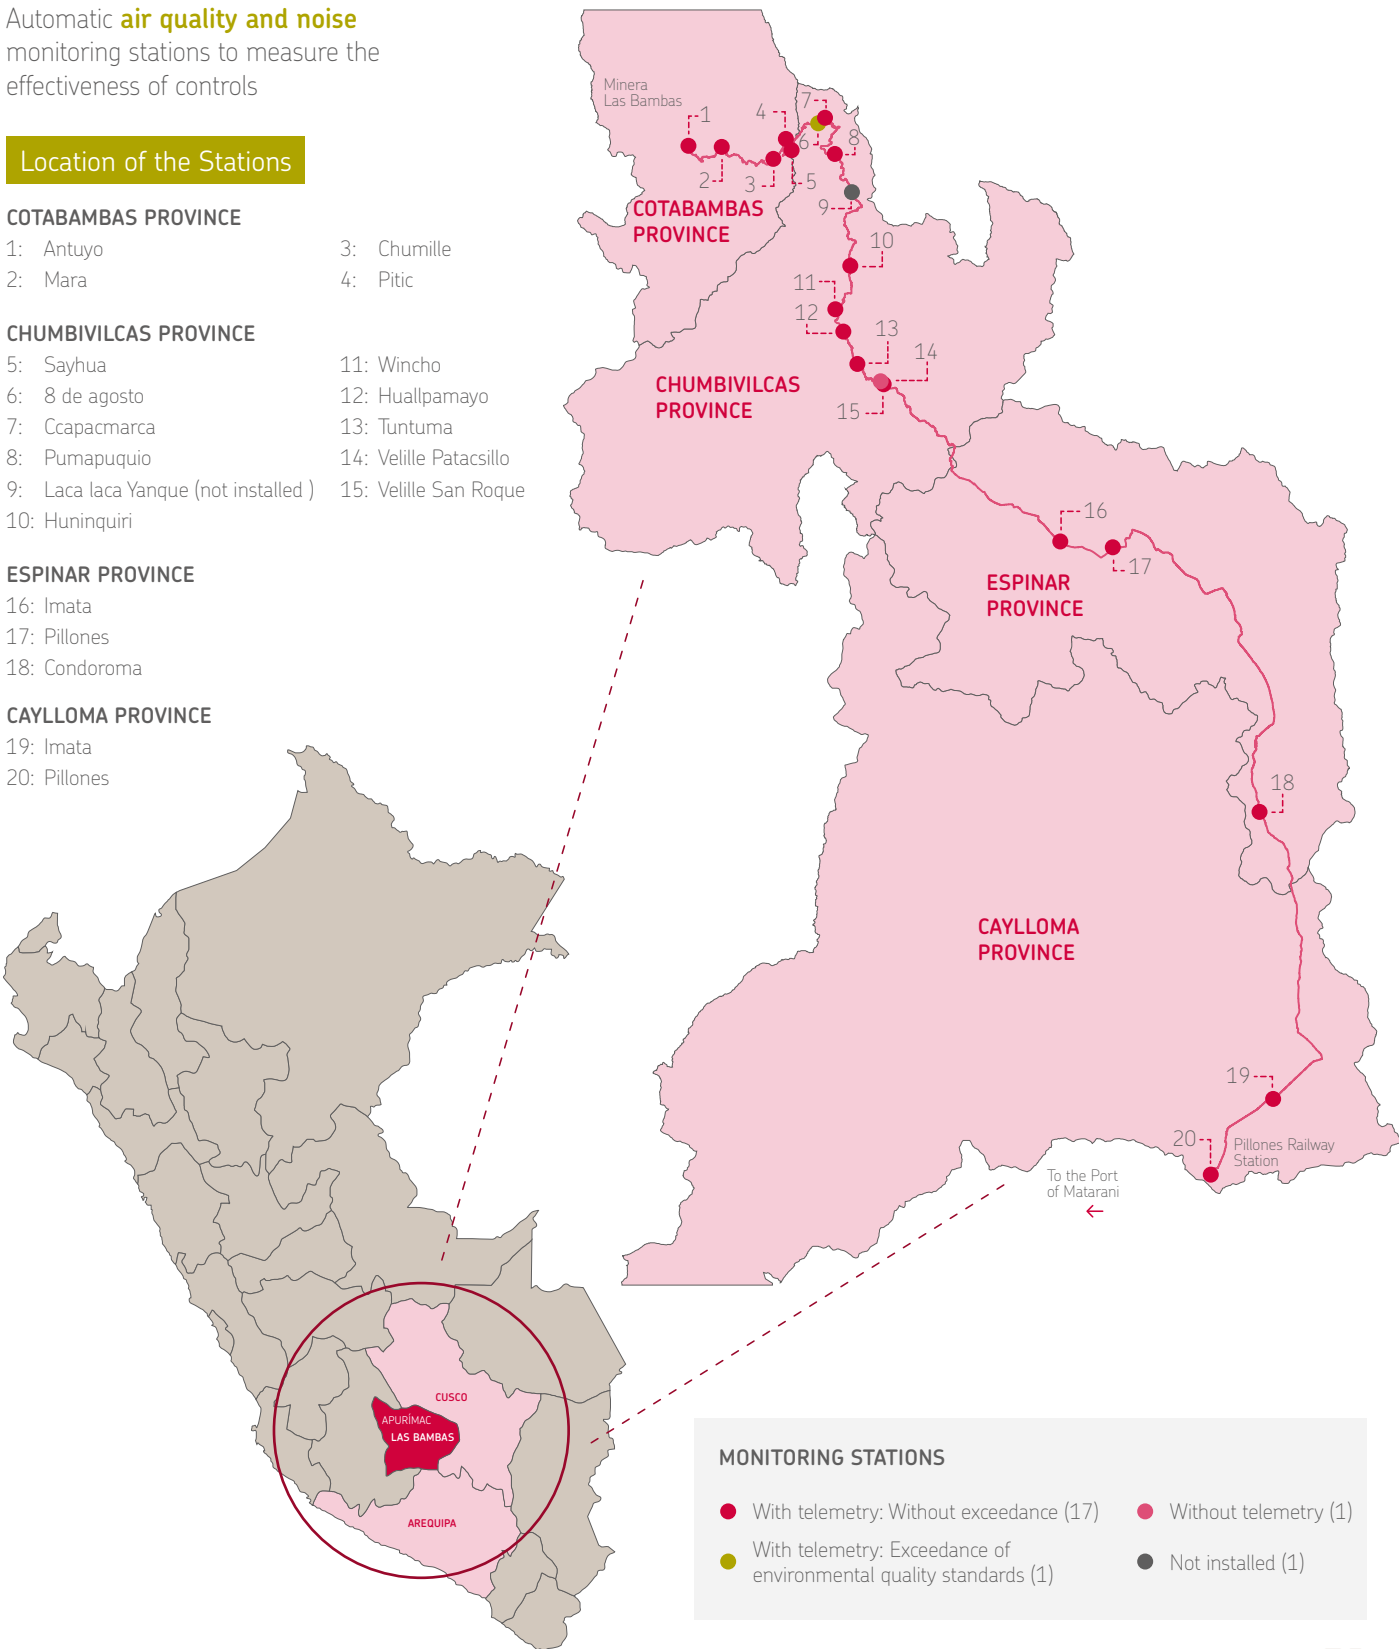 Automatic air quality and noise
monitoring stations to measure the
effectiveness of controls
Location of the Stations
COTABAMBAS PROVINCE
1: Antuyo
2: Mara
3: Chumille
4: Pitic
CHUMBIVILCAS PROVINCE
5: Sayhua
6: 8 de agosto
7: Ccapacmarca
8: Pumapuquio
9: Laca laca Yanque (not installed )
10: Huninquiri
11: Wincho
12: Huallpamayo
13: Tuntuma
14: Velille Patacsillo
15: Velille San Roque
ESPINAR PROVINCE
16: Imata
17: Pillones
18: Condoroma
CAYLLOMA PROVINCE
19: Imata
20: Pillones
Minera
Las Bambas
1
2
3
4
5
6
7
8
9
10
11
12
13
14
15
16
17
18
19
20
COTABAMBAS
PROVINCE
CHUMBIVILCAS
PROVINCE
ESPINAR
PROVINCE
CAYLLOMA
PROVINCE
Pillones Railway
Station
To the Port
of Matarani
←
CUSCO
APURÍMAC
LAS BAMBAS
AREQUIPA
MONITORING STATIONS
With telemetry: Without exceedance (17)
With telemetry: Exceedance of
environmental quality standards (1)
Without telemetry (1)
Not installed (1)